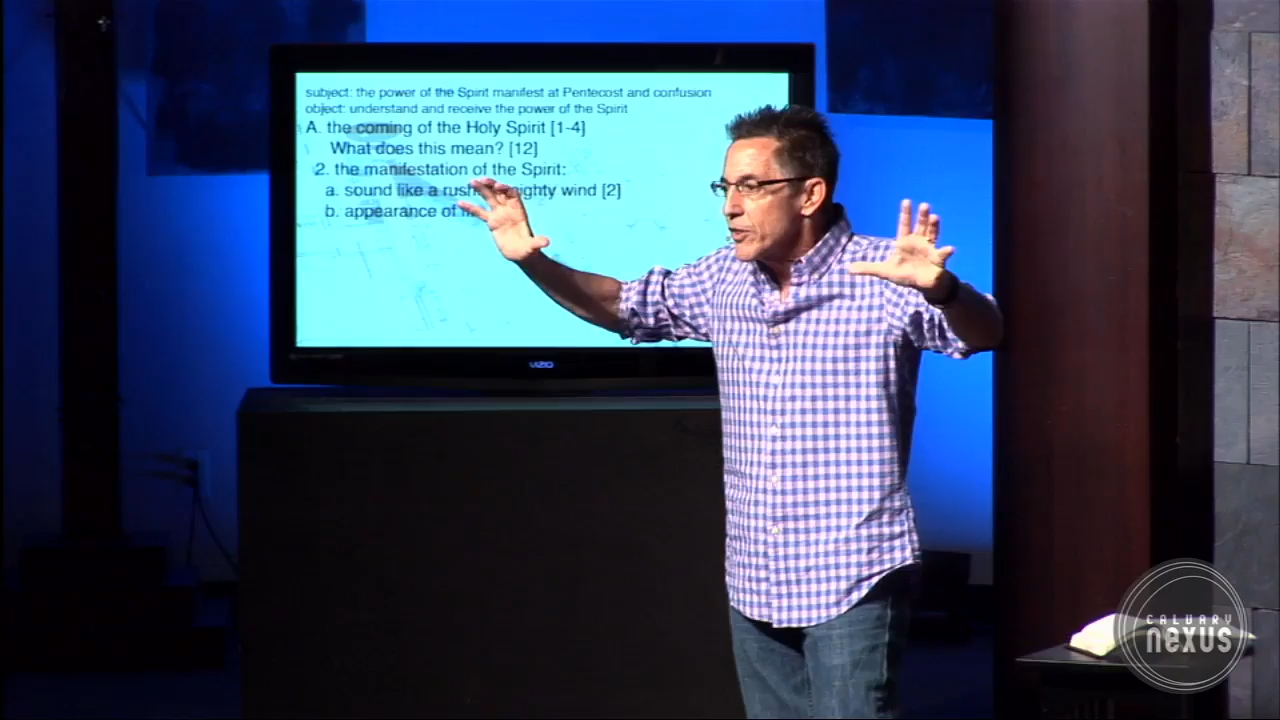 subject: the power of the Spirit manifest at Pentecost and confusion
object: understand and receive the power of the Spirit
A. the coming of the Holy Spirit [1-4]
What does this mean? [12]
2. the manifestation of the Spirit:
a. sound like a mighty wind [2]
b. appearance of
VIZIO
CALVARY
nexus